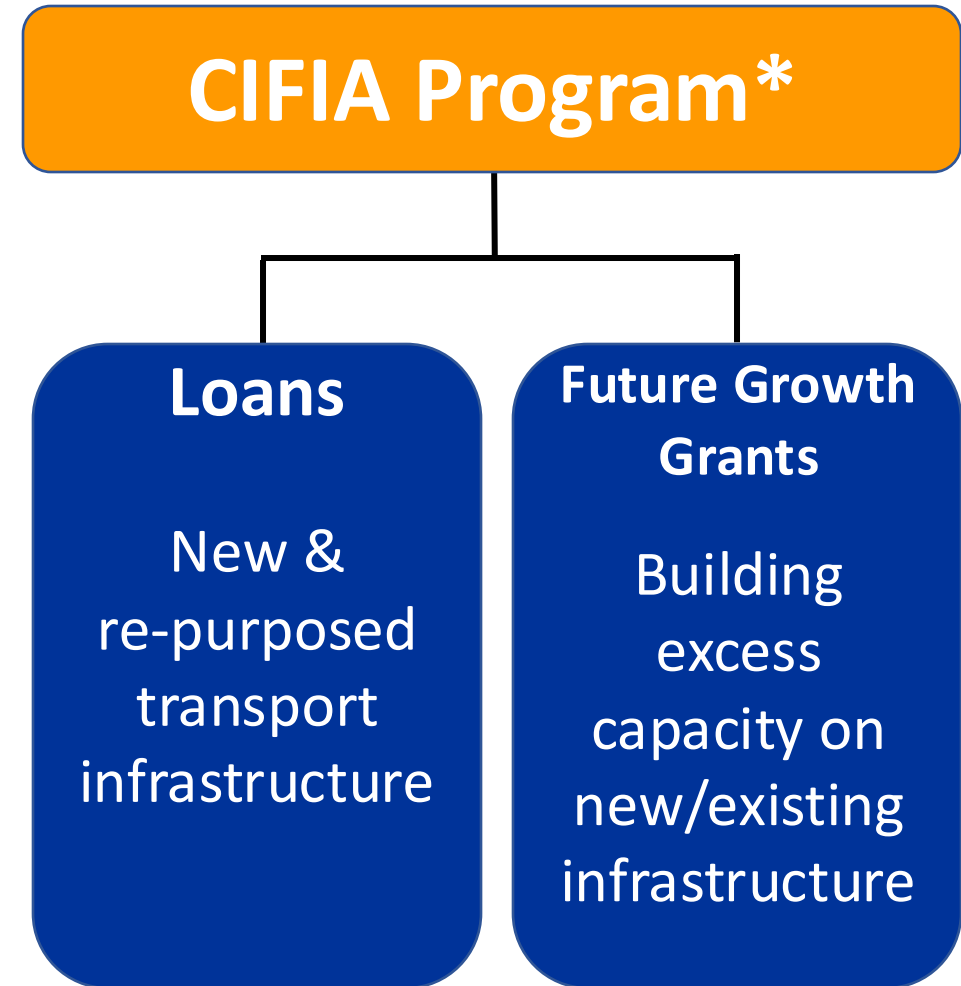 CIFIA Program*
Loans
New &
re-purposed
transport
infrastructure
Future Growth
Grants
Building
excess
capacity on
new/existing
infrastructure